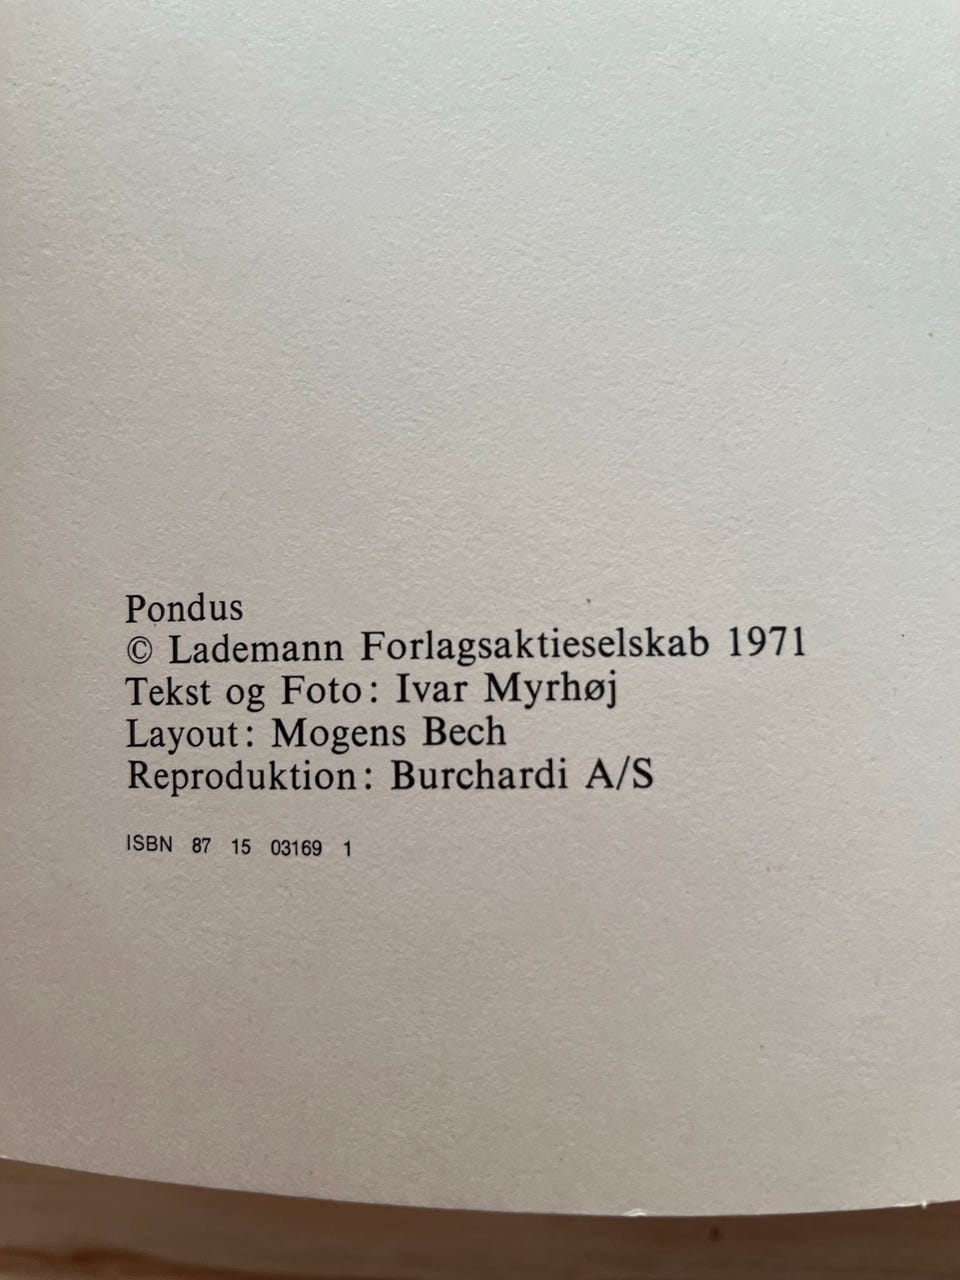 Pondus
© Lademann Forlagsaktieselskab 1971
Tekst og Foto: Ivar Myrhøj
Layout: Mogens Bech
Reproduktion: Burchardi A/S
ISBN 87 15 03169 1